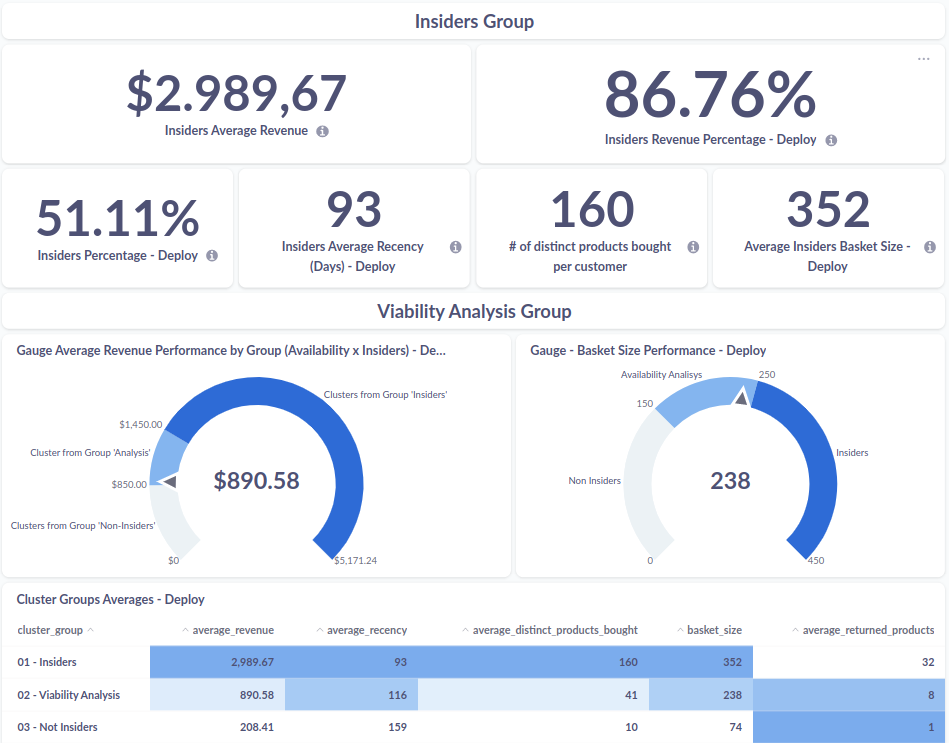 Insiders Group
$2.989,67
Insiders Average Revenue
86.76%
Insiders Revenue Percentage - Deploy
51.11%
Insiders Percentage - Deploy
93
Insiders Average Recency
(Days) - Deploy
160
# of distinct products bought
per customer
352
Average Insiders Basket Size -
Deploy
Viability Analysis Group
Gauge Average Revenue Performance by Group (Availability x Insiders) - De...
Clusters from Group 'Insiders'
$1,450.00
Cluster from Group 'Analysis'
$850.00
$890.58
Clusters from Group 'Non-Insiders'
$0
$5,171.24
Gauge - Basket Size Performance - Deploy
Availability Analisys
250
150
Insiders
Non Insiders
238
0
450
Cluster Groups Averages - Deploy
cluster_group average_revenue average_recency average_distinct_products_bought basket_size average_returned_products
01 - Insiders 2,989.67 93 160 352 32
02 - Viability Analysis 890.58 116 41 238 8
03 - Not Insiders 208.41 159 10 74 1